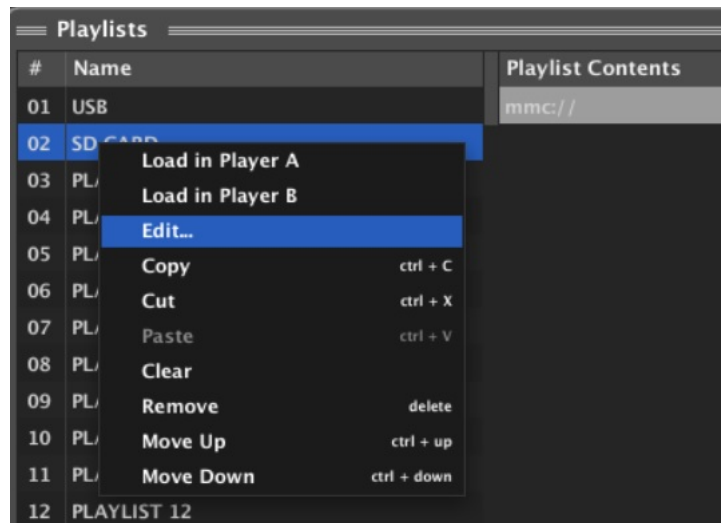 Playlists
# Name Playlist Contents
01 USB mmc://
02 SD CARD
Load in Player A
03 PL
Load in Player B
04 PL
Edit...
05 PL
Copy ctrl + C
06 PL
Cut ctrl + X
07 PL
Paste ctrl + V
08 PL
Clear
09 PL
Remove delete
10 PL
Move Up ctrl + up
11 PL
Move Down ctrl + down
12 PLAYLIST 12